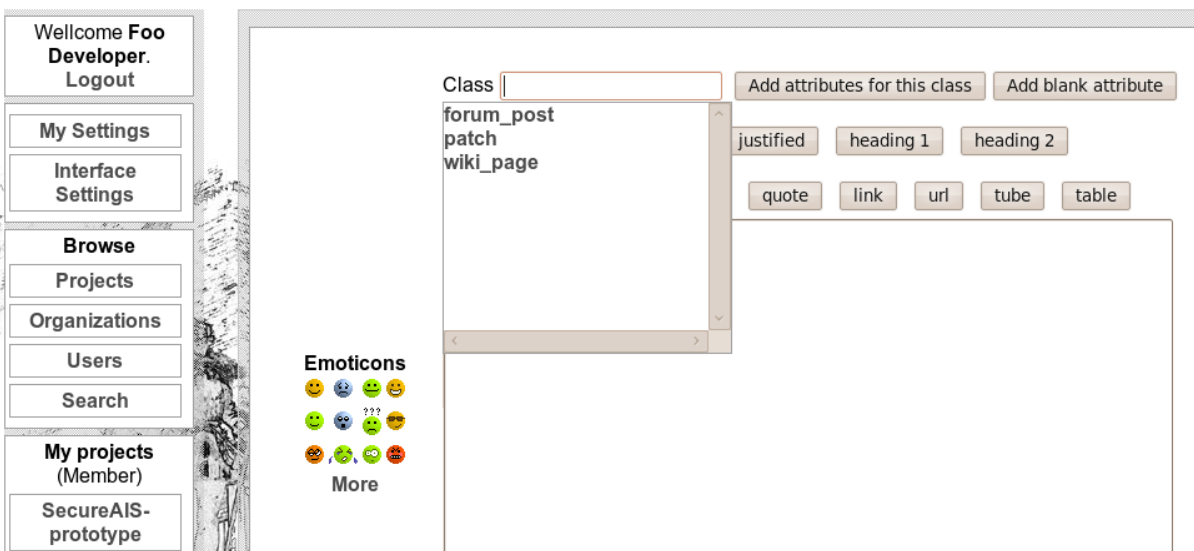 Wellcome Foo
Developer.
Logout
My Settings
Interface
Settings
Browse
Projects
Organizations
Users
Search
My projects
(Member)
SecureAIS-
prototype
Class
Add attributes for this class
Add blank attribute
forum_post
patch
wiki_page
justified
heading 1
heading 2
quote
link
url
tube
table
Emoticons
???
More